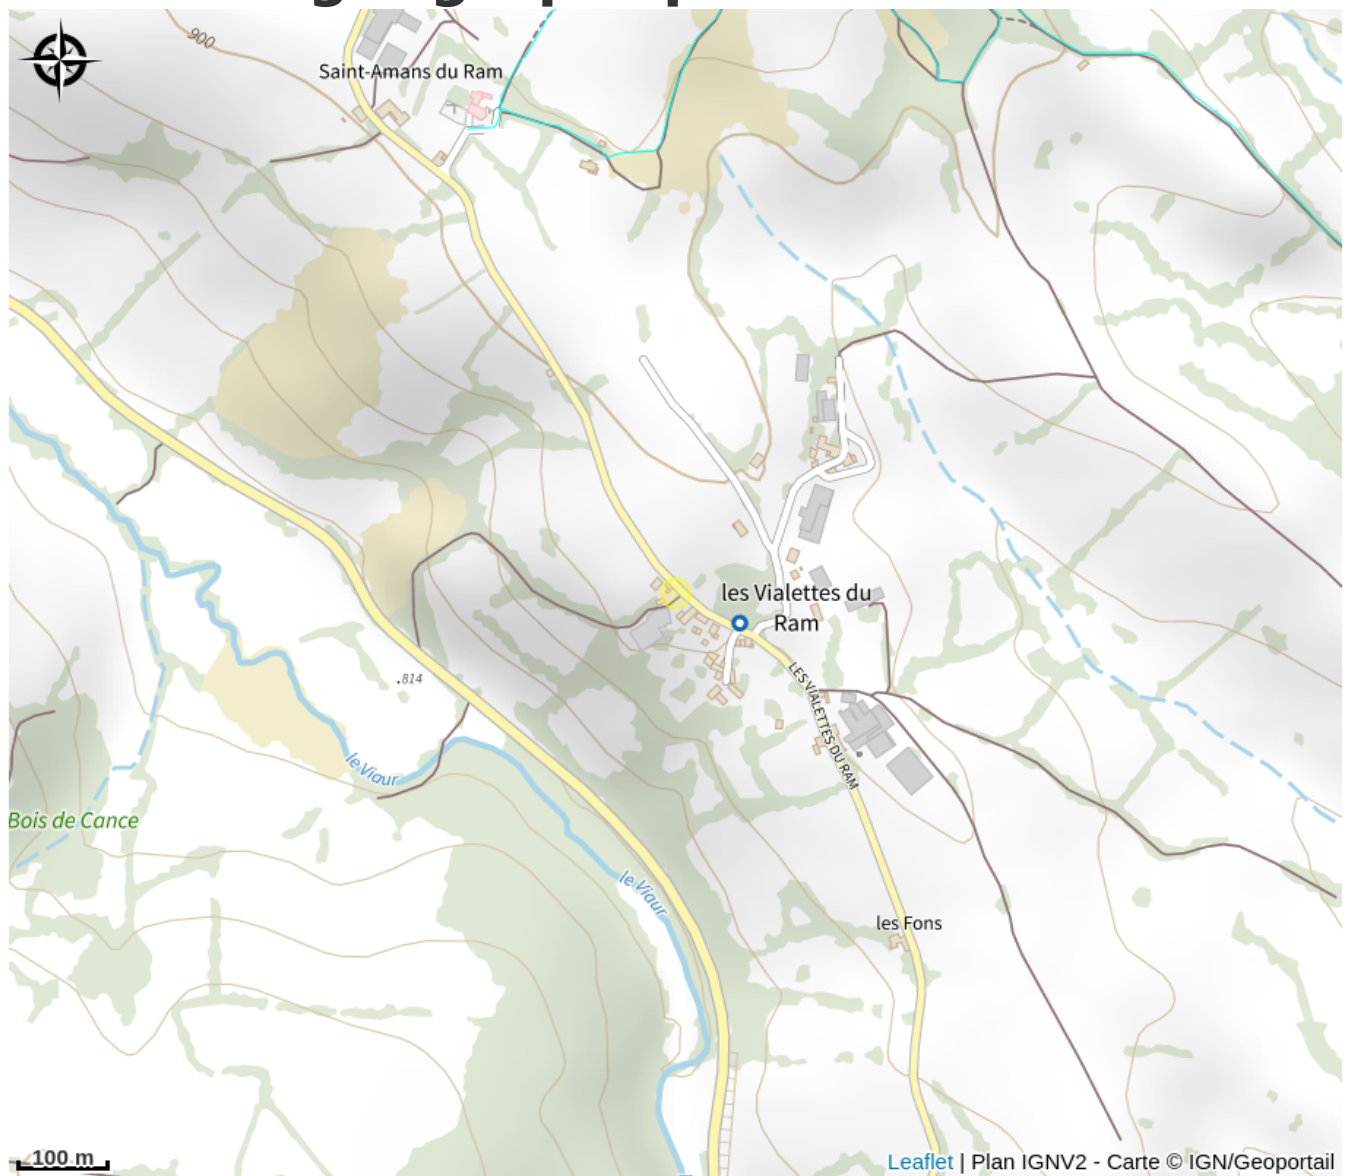 900
Saint-Amans du Ram
les Vialettes du
Ram
LES VIALETTES DU RAM
.814
le Viaur
Bois de Cance
le Viaur
les Fons
100 m
Leaflet | Plan IGNV2 - Carte © IGN/Geoportail